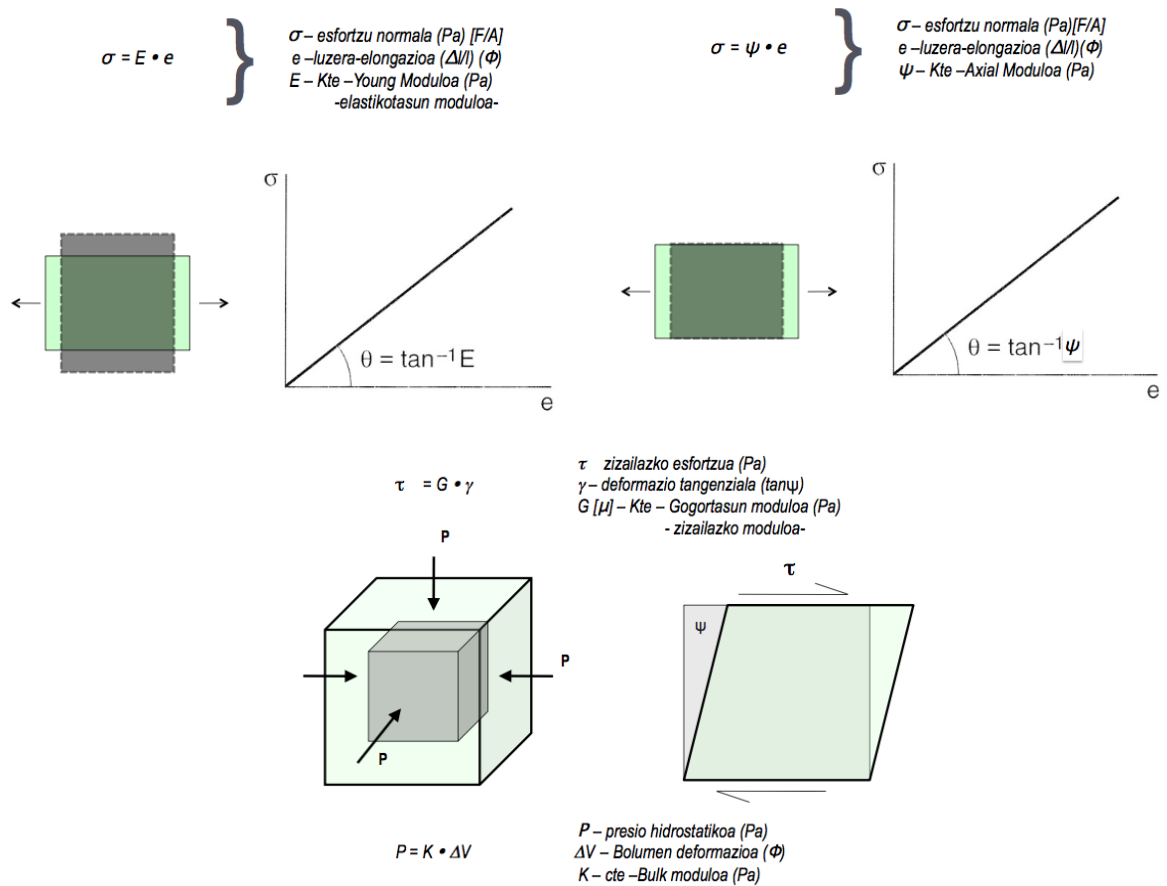 σ = E • e
σ – esfortzu normala (Pa) [F/A]
e –luzera-elongazioa (Δl/l) (Φ)
E – Kte –Young Moduloa (Pa)
-elastikotasun moduloa-
σ = ψ • e
σ – esfortzu normala (Pa)[F/A]
e –luzera-elongazioa (Δl/l)(Φ)
Ψ – Kte –Axial Moduloa (Pa)
σ
θ = tan⁻¹E
e
σ
θ = tan⁻¹ψ
e
τ = G • γ
τ zizailazko esfortzua (Pa)
γ – deformazio tangenziala (tanψ)
G [μ] – Kte – Gogortasun moduloa (Pa)
- zizailazko moduloa-
P
P
P
τ
ψ
P = K • ΔV
P – presio hidrostatikoa (Pa)
ΔV – Bolumen deformazioa (Φ)
K – cte –Bulk moduloa (Pa)